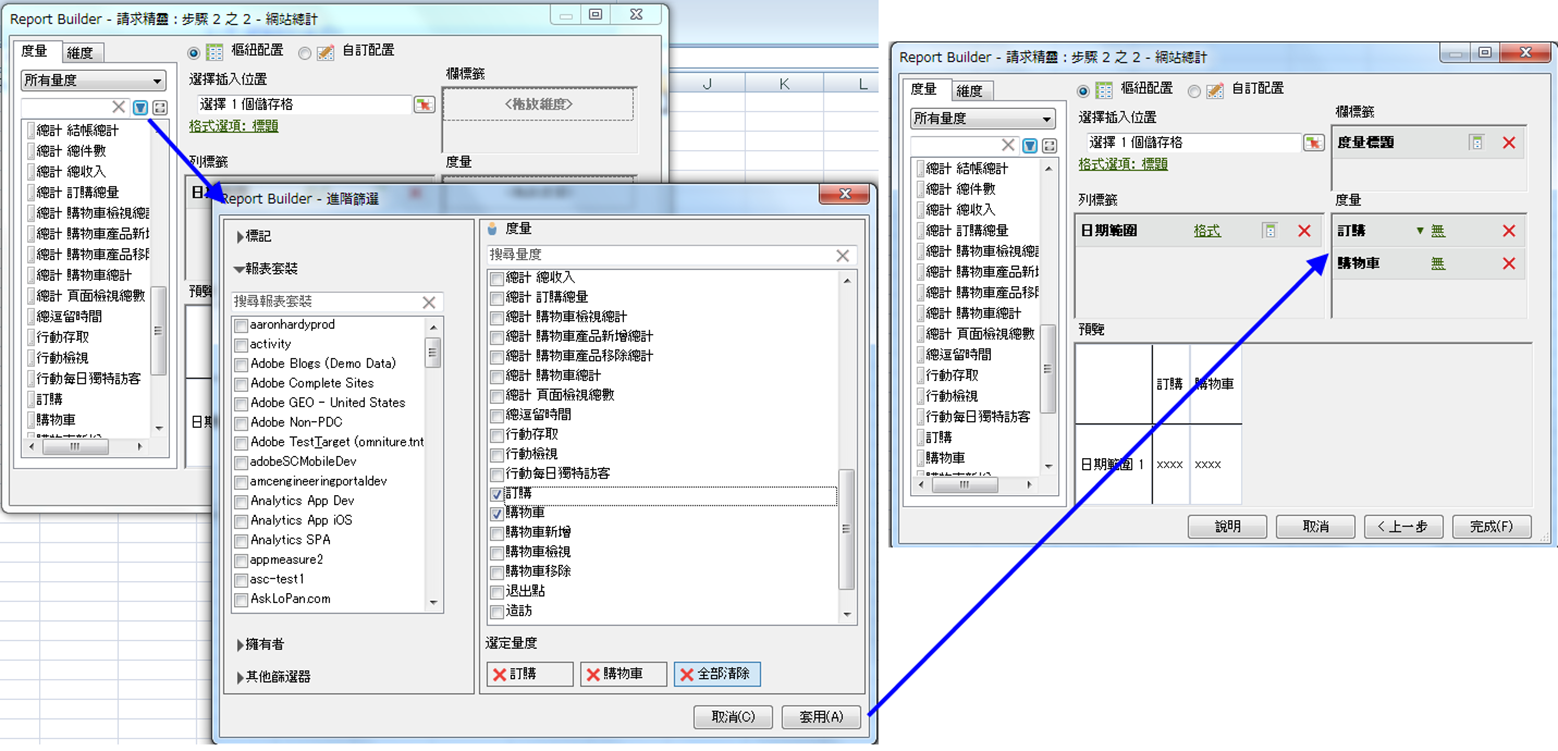 Report Builder - 請求精靈：步驟 2 之 2 - 網站總計
度量
維度
樞紐配置
自訂配置
所有量度
選擇插入位置
選擇 1 個儲存格
格式選項: 標題
欄標籤
<拖放維度>
列標籤
度量
總計 結帳總計
總計 總件數
總計 總收入
總計 訂購總量
總計 購物車檢視總
總計 購物車產品新
總計 購物車產品移
總計 購物車總計
總計 頁面檢視總數
總逗留時間
行動存取
行動檢視
行動每日獨特訪客
訂購
購物車
預覽
J
K
L
Report Builder - 進階篩選
標記
報表套裝
搜尋報表套裝
aaronhardyprod
activity
Adobe Blogs (Demo Data)
Adobe Complete Sites
Adobe GEO - United States
Adobe Non-PDC
Adobe TestTarget (omniture.tnt
adobeSCMobileDev
amcengineeringportaldev
Analytics App Dev
Analytics App iOS
Analytics SPA
appmeasure2
asc-test1
AskLoPan.com
擁有者
其他篩選器
度量
搜尋量度
總計 總收入
總計 訂購總量
總計 購物車檢視總計
總計 購物車產品新增總計
總計 購物車產品移除總計
總計 購物車總計
總計 頁面檢視總數
總逗留時間
行動存取
行動檢視
行動每日獨特訪客
訂購
購物車
購物車新增
購物車檢視
購物車移除
退出點
造訪
選定量度
訂購
購物車
全部清除
取消(C)
套用(A)
Report Builder - 請求精靈：步驟 2 之 2 - 網站總計
度量
維度
樞紐配置
自訂配置
所有量度
選擇插入位置
選擇 1 個儲存格
格式選項: 標題
欄標籤
度量標題
列標籤
日期範圍 格式
度量
訂購 無
購物車 無
總計 結帳總計
總計 總件數
總計 總收入
總計 訂購總量
總計 購物車檢視總
總計 購物車產品新
總計 購物車產品移
總計 購物車總計
總計 頁面檢視總數
總逗留時間
行動存取
行動檢視
行動每日獨特訪客
訂購
購物車
預覽
訂購 購物車
日期範圍 1 xxxx xxxx
說明
取消
< 上一步
完成(F)